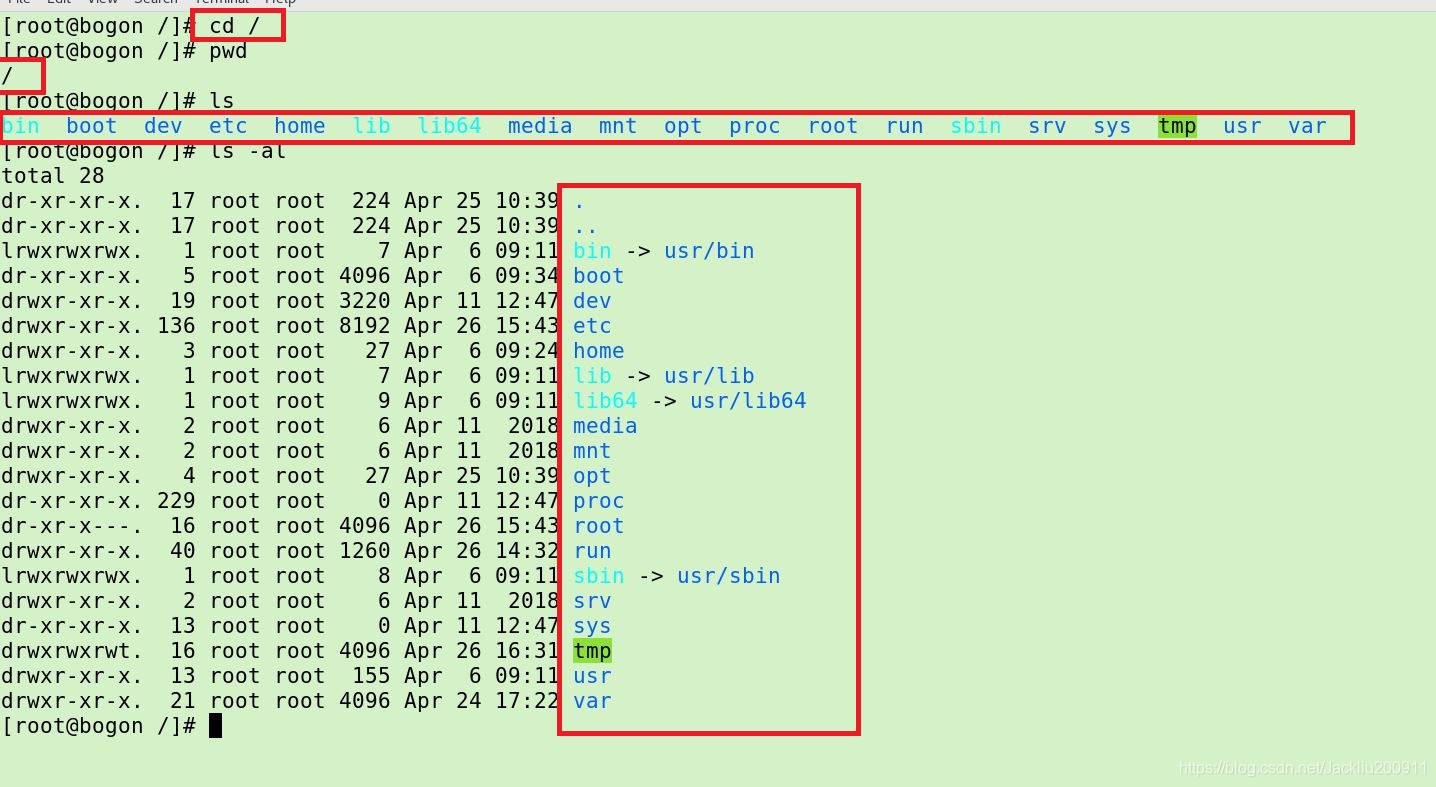 File Edit View Search Terminal Help
[root@bogon /]# cd /
[root@bogon /]# pwd
/
[root@bogon /]# ls
bin boot dev etc home lib lib64 media mnt opt proc root run sbin srv sys tmp usr var
[root@bogon /]# ls -al
total 28
dr-xr-xr-x. 17 root root 224 Apr 25 10:39 .
dr-xr-xr-x. 17 root root 224 Apr 25 10:39 ..
lrwxrwxrwx. 1 root root 7 Apr 6 09:11 bin -> usr/bin
dr-xr-xr-x. 5 root root 4096 Apr 6 09:34 boot
drwxr-xr-x. 19 root root 3220 Apr 11 12:47 dev
drwxr-xr-x. 136 root root 8192 Apr 26 15:43 etc
drwxr-xr-x. 3 root root 27 Apr 6 09:24 home
lrwxrwxrwx. 1 root root 7 Apr 6 09:11 lib -> usr/lib
lrwxrwxrwx. 1 root root 9 Apr 6 09:11 lib64 -> usr/lib64
drwxr-xr-x. 2 root root 6 Apr 11 2018 media
drwxr-xr-x. 2 root root 6 Apr 11 2018 mnt
drwxr-xr-x. 4 root root 27 Apr 25 10:39 opt
dr-xr-xr-x. 229 root root 0 Apr 11 12:47 proc
dr-xr-x---. 16 root root 4096 Apr 26 15:43 root
drwxr-xr-x. 40 root root 1260 Apr 26 14:32 run
lrwxrwxrwx. 1 root root 8 Apr 6 09:11 sbin -> usr/sbin
drwxr-xr-x. 2 root root 6 Apr 11 2018 srv
dr-xr-xr-x. 13 root root 0 Apr 11 12:47 sys
drwxrwxrwt. 16 root root 4096 Apr 26 16:31 tmp
drwxr-xr-x. 13 root root 155 Apr 6 09:11 usr
drwxr-xr-x. 21 root root 4096 Apr 24 17:22 var
[root@bogon /]#
https://blog.csdn.net/Jackliu200911